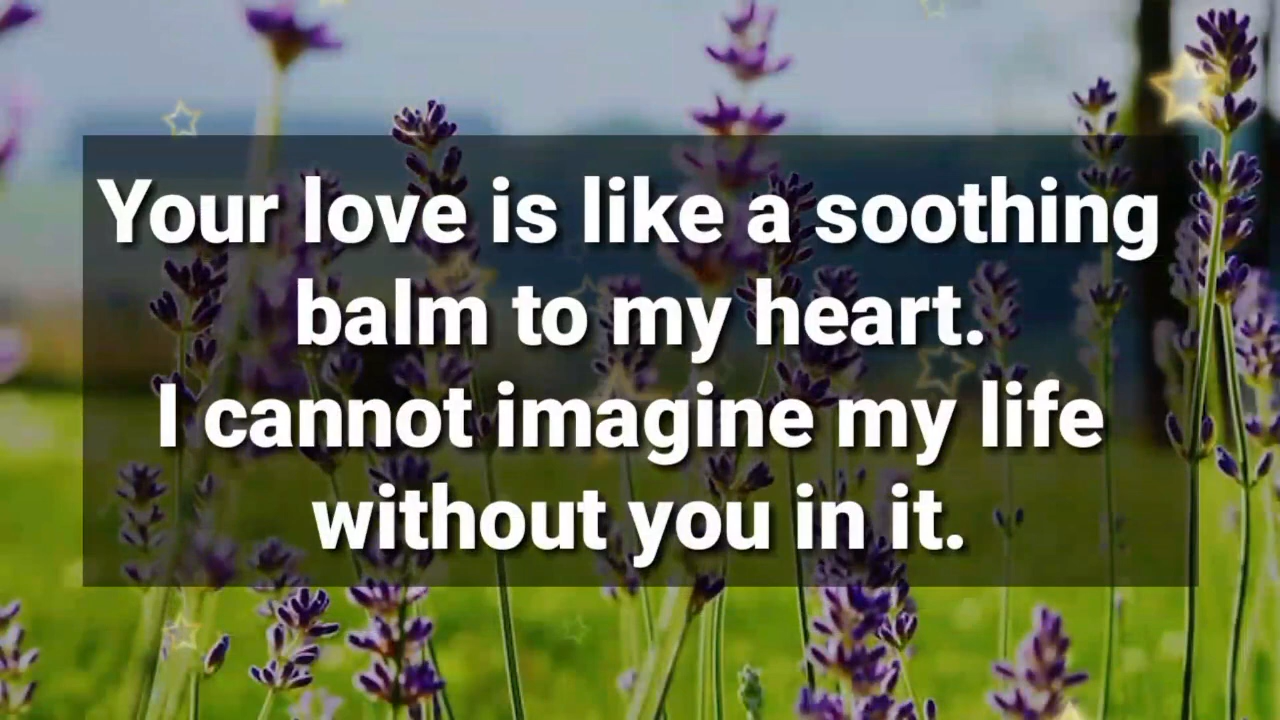 Your love is like a soothing
balm to my heart.
I cannot imagine my life
without you in it.